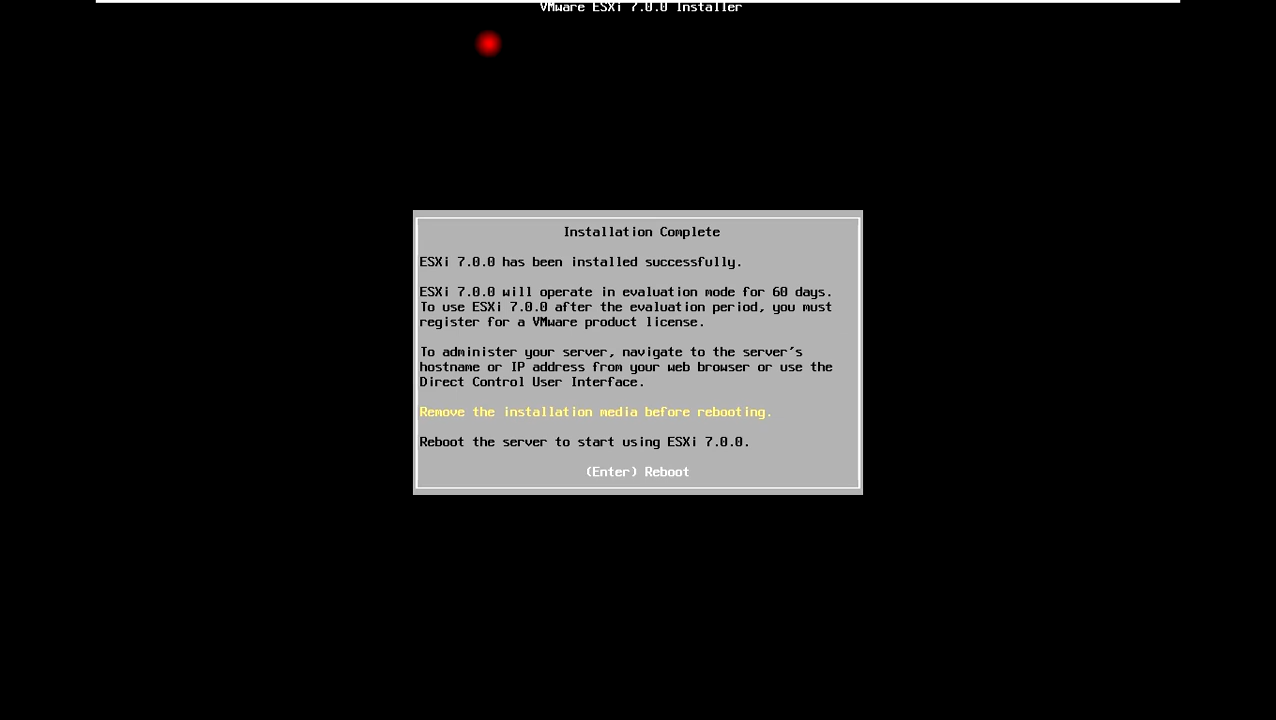 VMware ESXi 7.0.0 Installer
Installation Complete
ESXi 7.0.0 has been installed successfully.
ESXi 7.0.0 will operate in evaluation mode for 60 days.
To use ESXi 7.0.0 after the evaluation period, you must
register for a VMware product license.
To administer your server, navigate to the server's
hostname or IP address from your web browser or use the
Direct Control User Interface.
Remove the installation media before rebooting.
Reboot the server to start using ESXi 7.0.0.
(Enter) Reboot